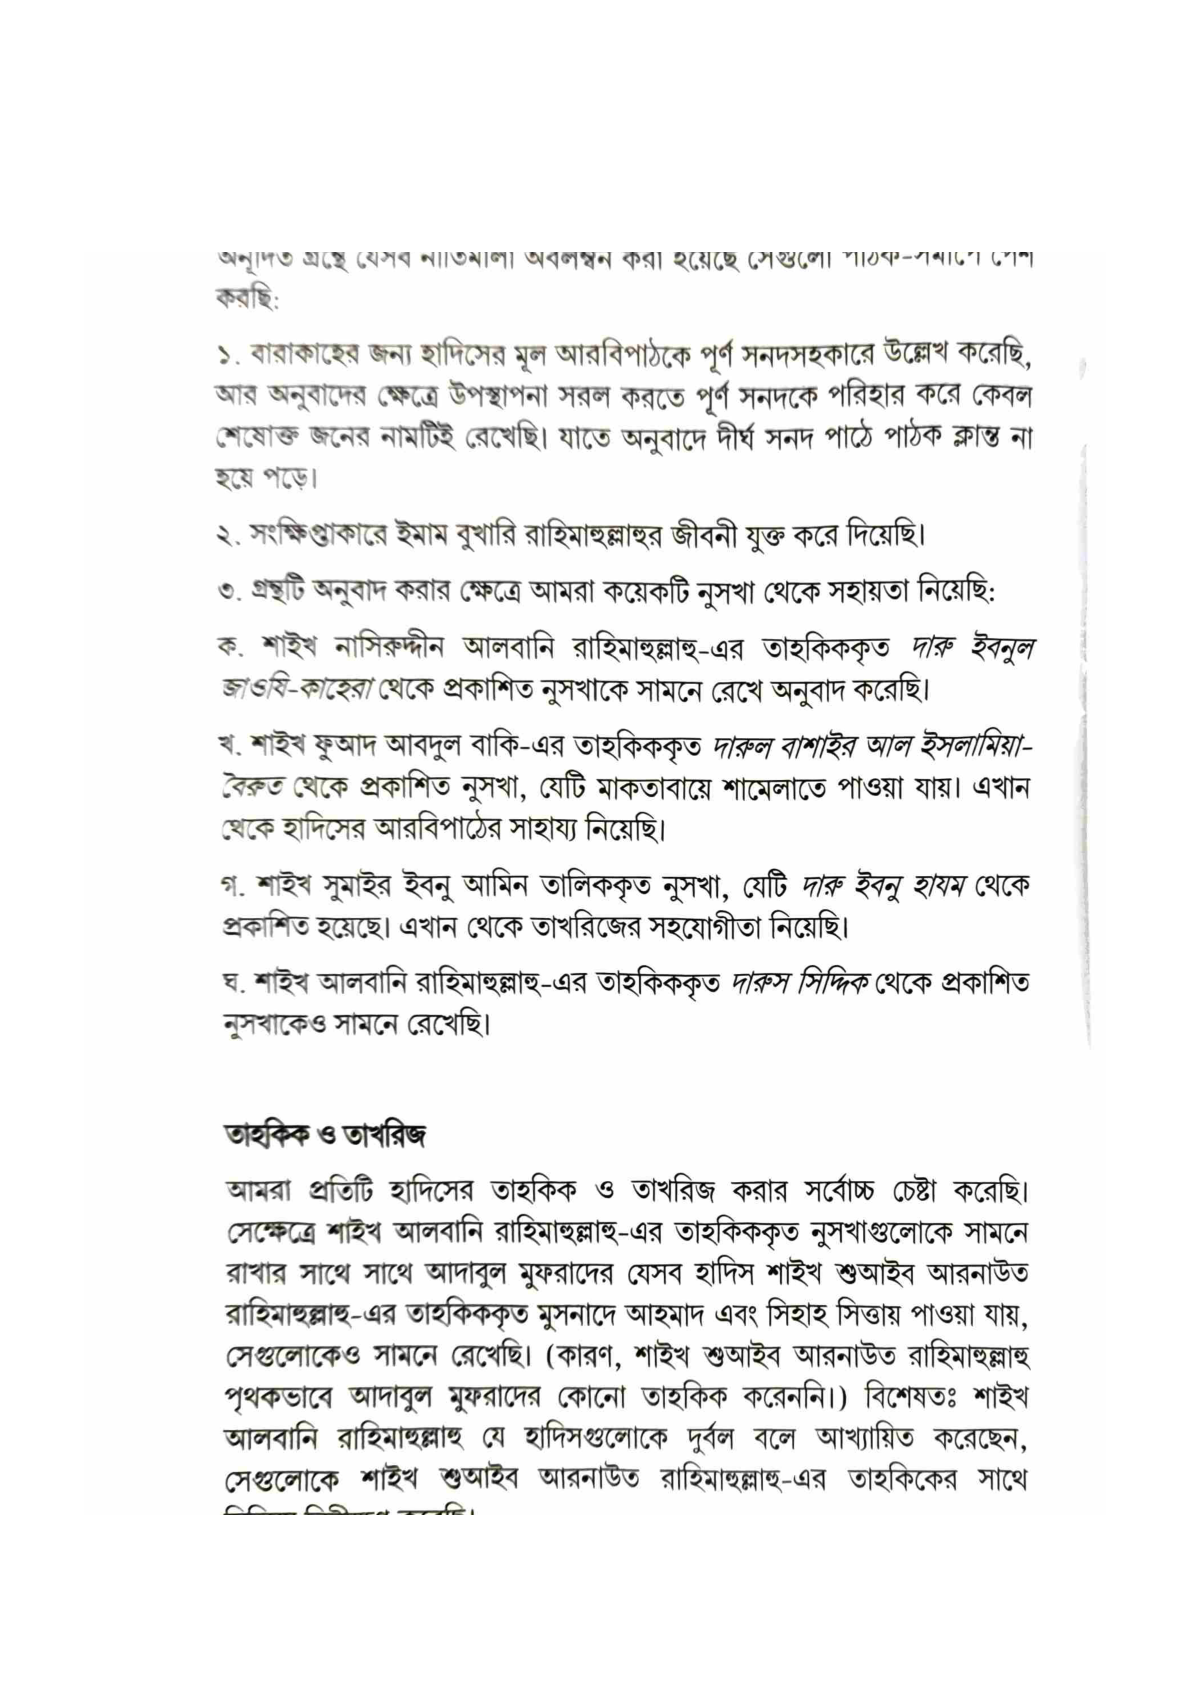 অনূদিত গ্রন্থে যেসব নীতিমালা অবলম্বন করা হয়েছে সেগুলো পাঠক-সমীপে পেশ
করছি:
১. বারাকাহের জন্য হাদিসের মূল আরবিপাঠকে পূর্ণ সনদসহকারে উল্লেখ করেছি,
আর অনুবাদের ক্ষেত্রে উপস্থাপনা সরল করতে পূর্ণ সনদকে পরিহার করে কেবল
শেষোক্ত জনের নামটিই রেখেছি। যাতে অনুবাদে দীর্ঘ সনদ পাঠে পাঠক ক্লান্ত না
হয়ে পড়ে।
২. সংক্ষিপ্তাকারে ইমাম বুখারি রাহিমাহুল্লাহুর জীবনী যুক্ত করে দিয়েছি।
৩. গ্রন্থটি অনুবাদ করার ক্ষেত্রে আমরা কয়েকটি নুসখা থেকে সহায়তা নিয়েছি:
ক. শাইখ নাসিরুদ্দীন আলবানি রাহিমাহুল্লাহু-এর তাহকিককৃত দারু ইবনুল
জাওযি-কাহেরা থেকে প্রকাশিত নুসখাকে সামনে রেখে অনুবাদ করেছি।
খ. শাইখ ফুআদ আবদুল বাকি-এর তাহকিককৃত দারুল বাশাইর আল ইসলামিয়া-
বৈরুত থেকে প্রকাশিত নুসখা, যেটি মাকতাবায়ে শামেলাতে পাওয়া যায়। এখান
থেকে হাদিসের আরবিপাঠের সাহায্য নিয়েছি।
গ. শাইখ সুমাইর ইবনু আমিন তালিককৃত নুসখা, যেটি দারু ইবনু হাযম থেকে
প্রকাশিত হয়েছে। এখান থেকে তাখরিজের সহযোগীতা নিয়েছি।
ঘ. শাইখ আলবানি রাহিমাহুল্লাহু-এর তাহকিককৃত দারুস সিদ্দিক থেকে প্রকাশিত
নুসখাকেও সামনে রেখেছি।
তাহকিক ও তাখরিজ
আমরা প্রতিটি হাদিসের তাহকিক ও তাখরিজ করার সর্বোচ্চ চেষ্টা করেছি।
সেক্ষেত্রে শাইখ আলবানি রাহিমাহুল্লাহু-এর তাহকিককৃত নুসখাগুলোকে সামনে
রাখার সাথে সাথে আদাবুল মুফরাদের যেসব হাদিস শাইখ শুআইব আরনাউত
রাহিমাহুল্লাহু-এর তাহকিককৃত মুসনাদে আহমাদ এবং সিহাহ সিত্তায় পাওয়া যায়,
সেগুলোকেও সামনে রেখেছি। (কারণ, শাইখ শুআইব আরনাউত রাহিমাহুল্লাহু
পৃথকভাবে আদাবুল মুফরাদের কোনো তাহকিক করেননি।) বিশেষতঃ শাইখ
আলবানি রাহিমাহুল্লাহু যে হাদিসগুলোকে দুর্বল বলে আখ্যায়িত করেছেন,
সেগুলোকে শাইখ শুআইব আরনাউত রাহিমাহুল্লাহু-এর তাহকিকের সাথে
করেছি।